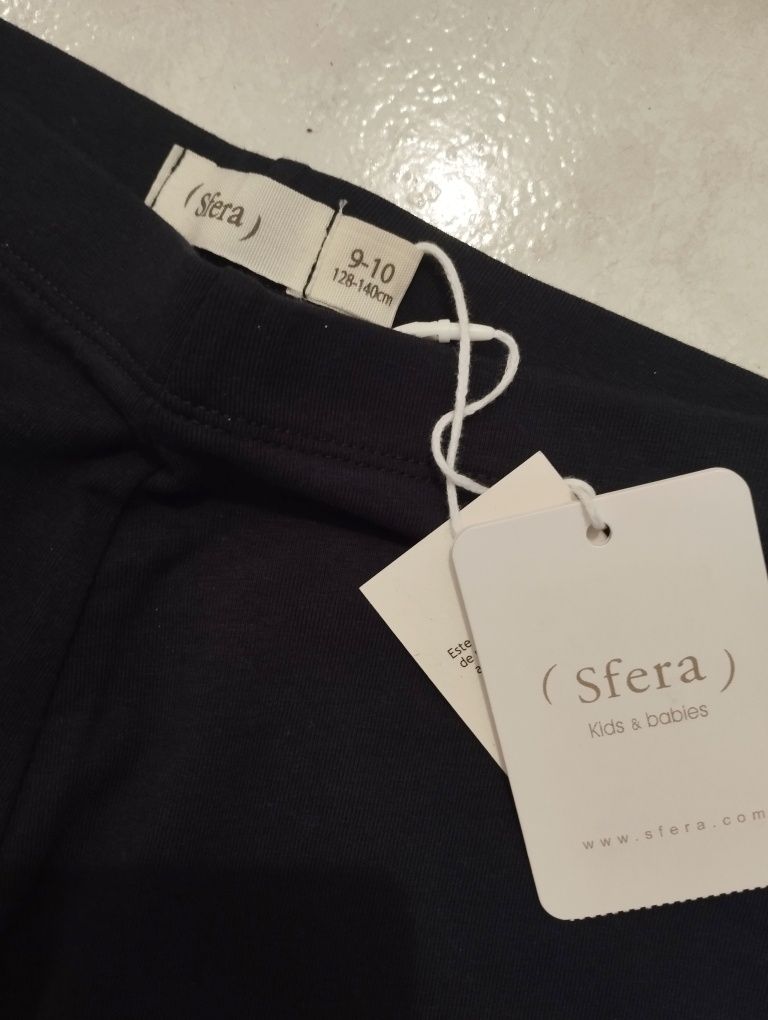 ( Sfera )
9-10
128-140cm
Este
de
( Sfera )
Kids & babies
www.sfera.com